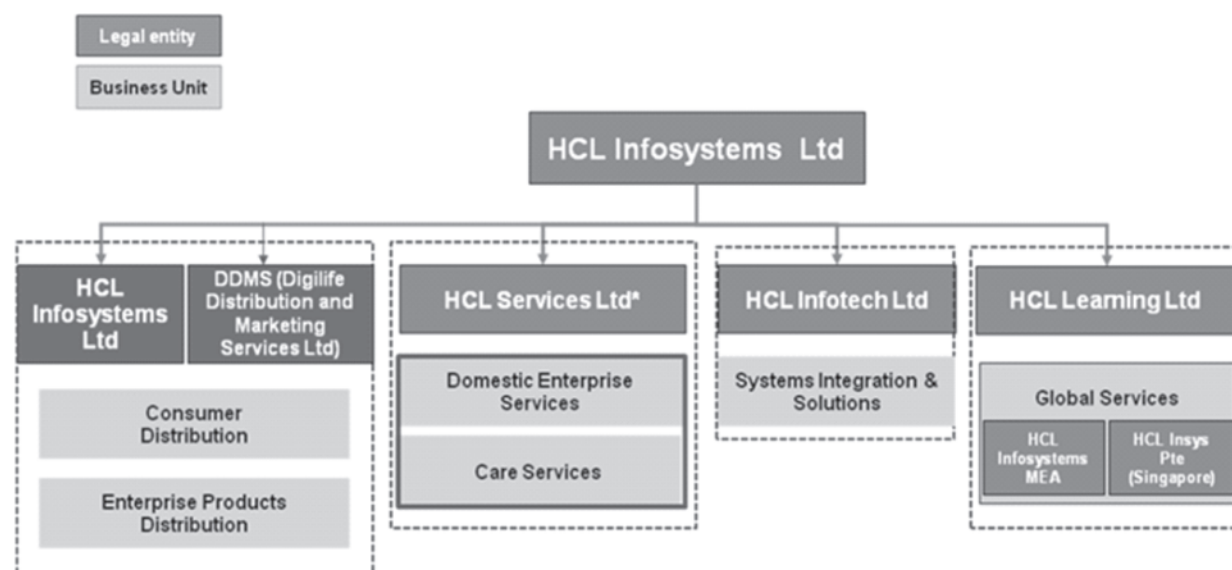 Legal entity
Business Unit
HCL Infosystems Ltd
HCL
Infosystems
Ltd
DDMS (Digilife
Distribution and
Marketing
Services Ltd)
Consumer
Distribution
Enterprise Products
Distribution
HCL Services Ltd*
Domestic Enterprise
Services
Care Services
HCL Infotech Ltd
Systems Integration &
Solutions
HCL Learning Ltd
Global Services
HCL
Infosystems
MEA
HCL Insys
Pte
(Singapore)